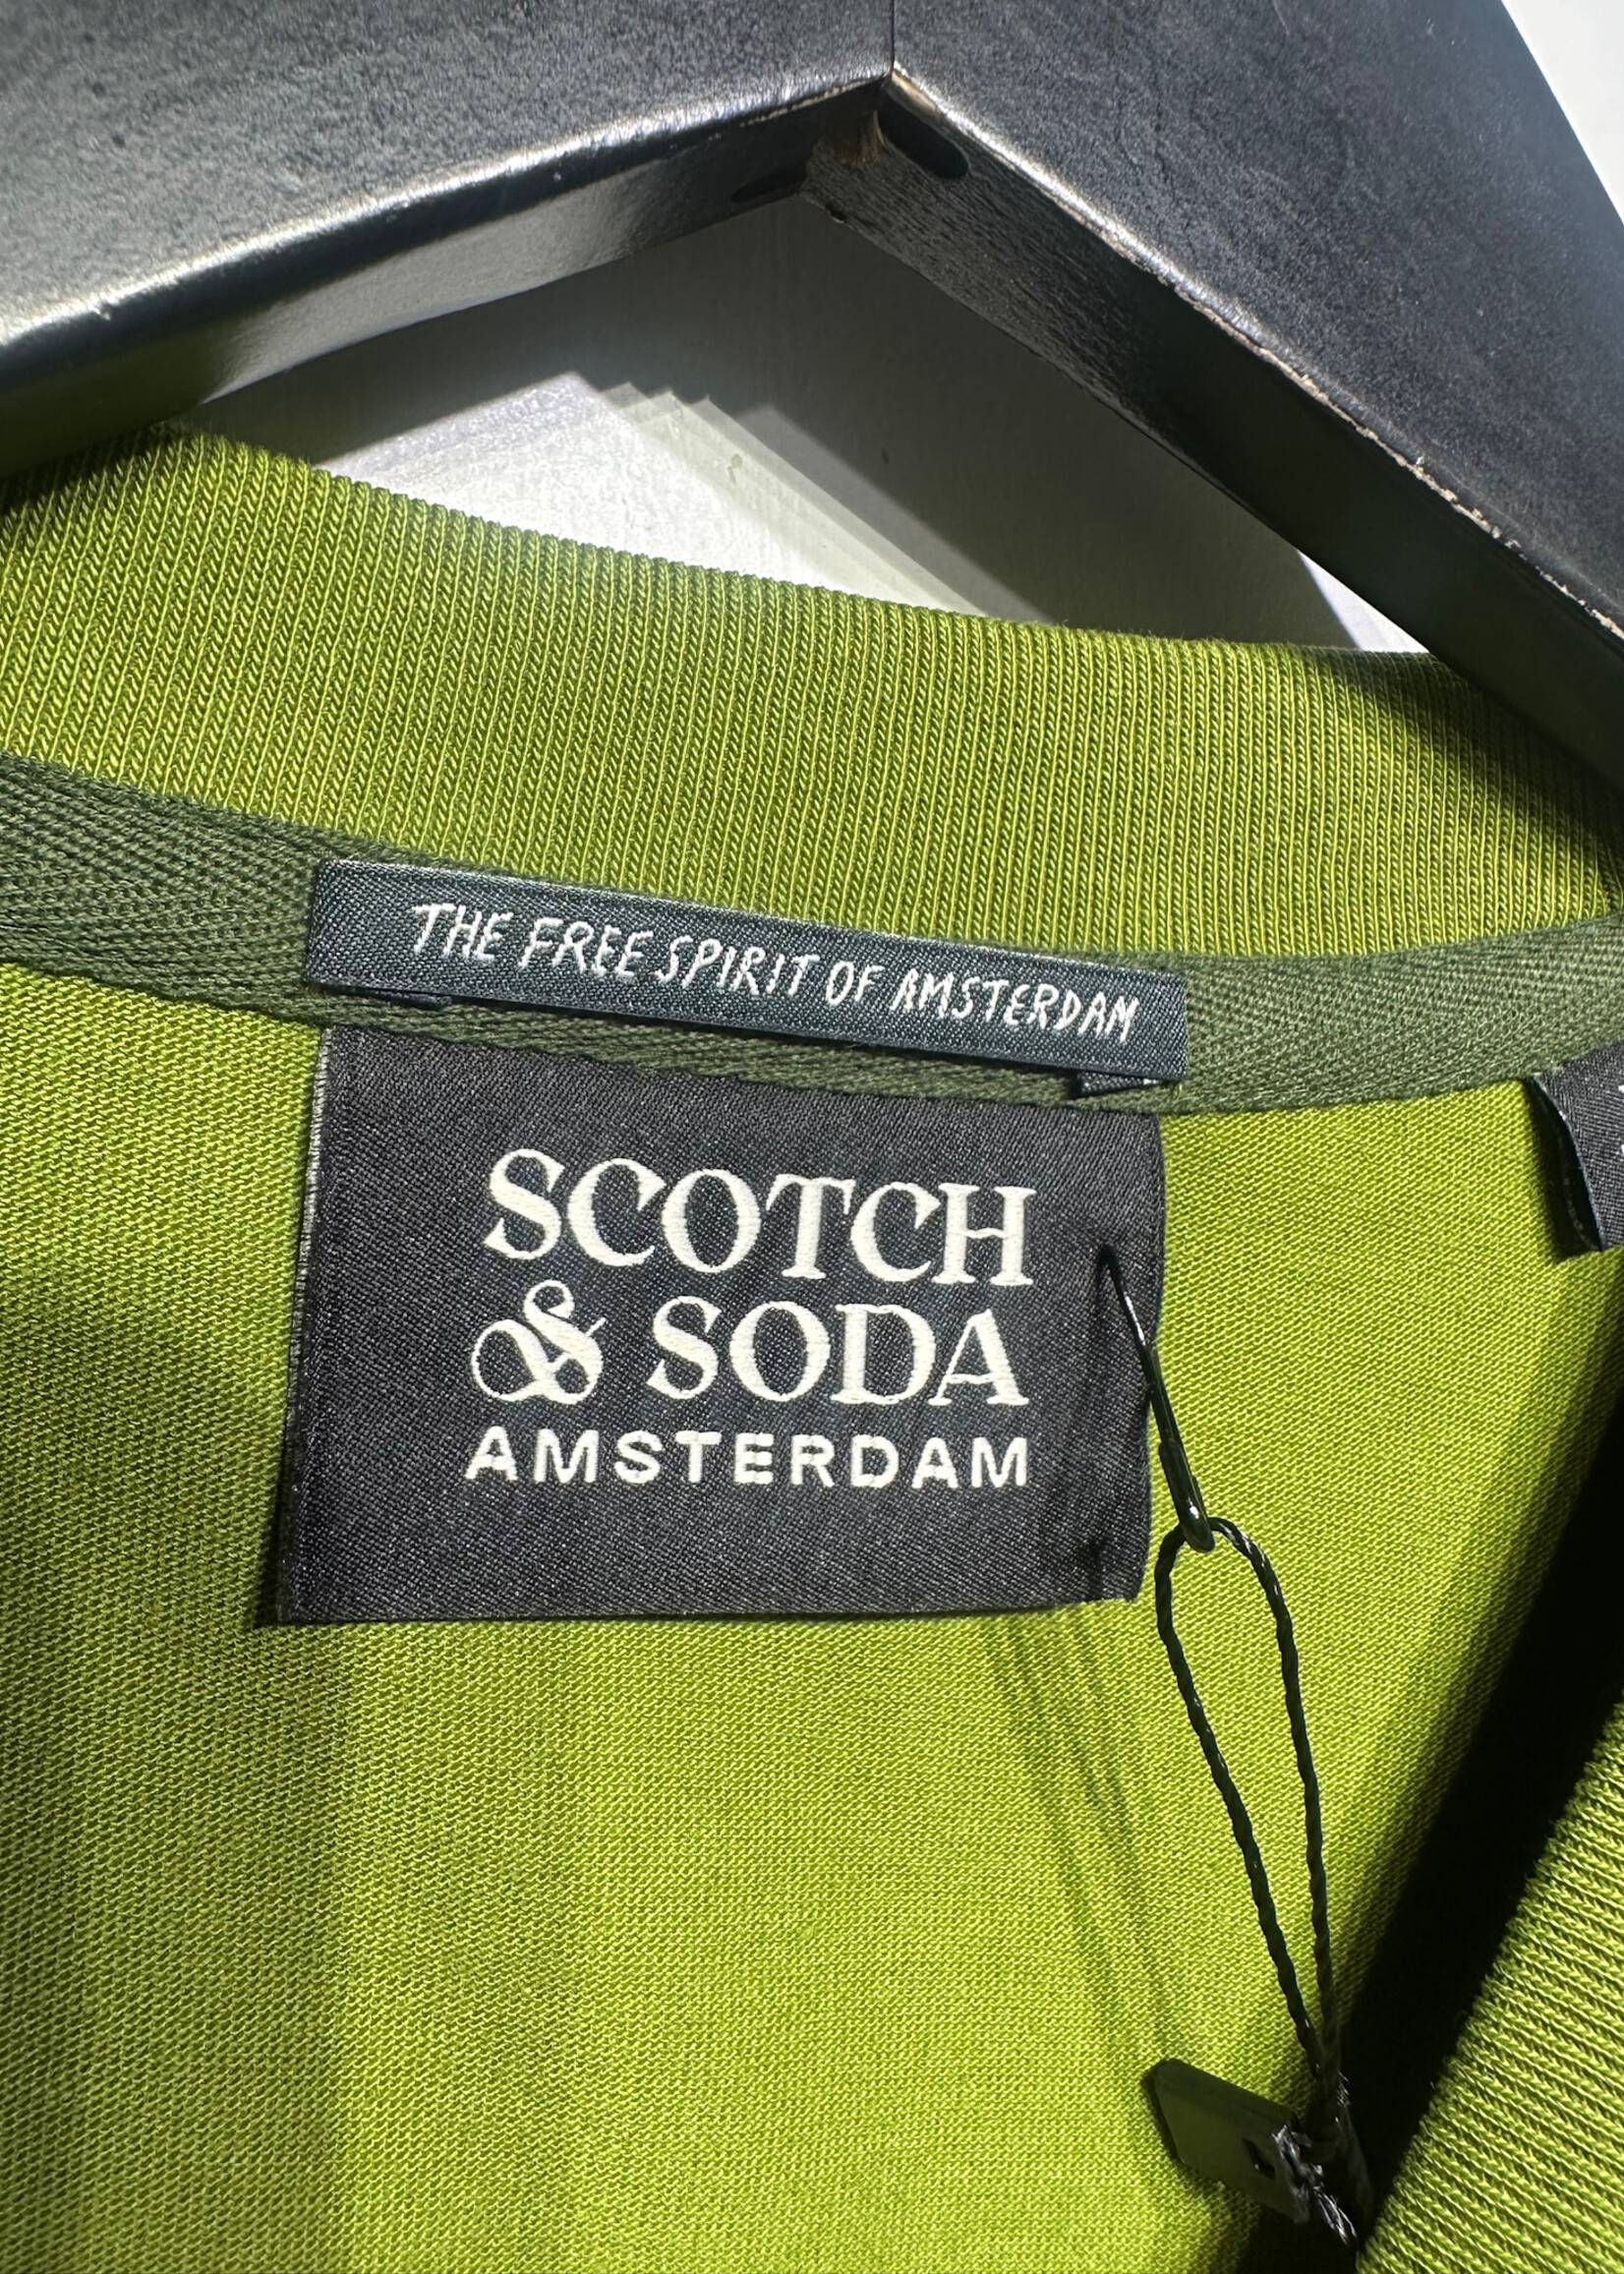 THE FREE SPIRIT OF AMSTERDAM
SCOTCH
& SODA
AMSTERDAM